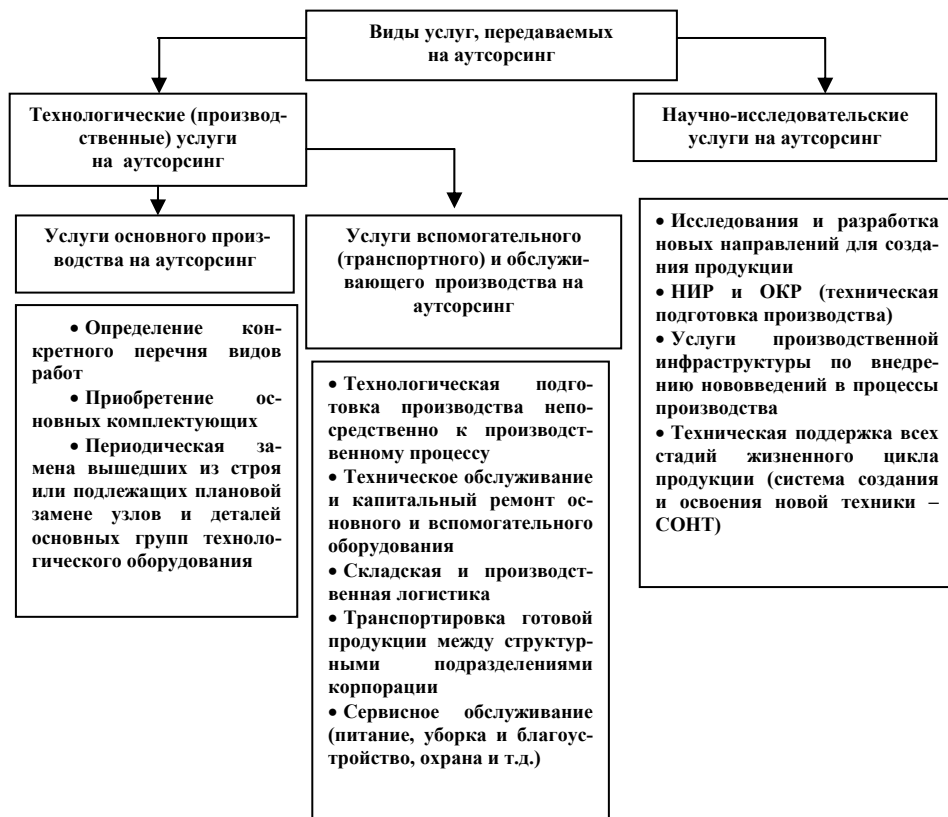 Виды услуг, передаваемых
на аутсорсинг
Технологические (производ-
ственные) услуги
на аутсорсинг
Научно-исследовательские
услуги на аутсорсинг
Услуги основного произ-
водства на аутсорсинг
Услуги вспомогательного
(транспортного) и обслужи-
вающего производства на
аутсорсинг
• Исследования и разработка
новых направлений для созда-
ния продукции
• НИР и ОКР (техническая
подготовка производства)
• Услуги производственной
инфраструктуры по внедре-
нию нововведений в процессы
производства
• Техническая поддержка всех
стадий жизненного цикла
продукции (система создания
и освоения новой техники –
СОНТ)
• Определение кон-
кретного перечня видов
работ
• Приобретение ос-
новных комплектующих
• Периодическая за-
мена вышедших из строя
или подлежащих плановой
замене узлов и деталей
основных групп техноло-
гического оборудования
• Технологическая подго-
товка производства непо-
средственно к производст-
венному процессу
• Техническое обслуживание
и капитальный ремонт ос-
новного и вспомогательного
оборудования
• Складская и производст-
венная логистика
• Транспортировка готовой
продукции между структур-
ными подразделениями
корпорации
• Сервисное обслуживание
(питание, уборка и благоус-
тройство, охрана и т.д.)